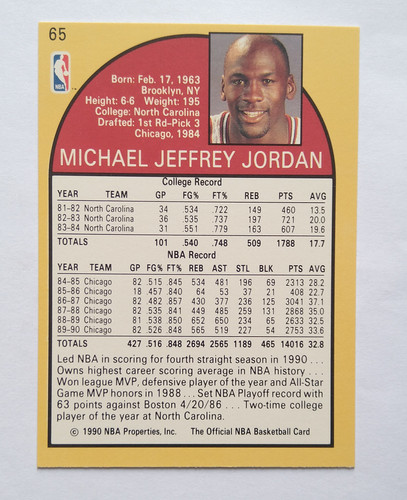 65
NBA
Born: Feb. 17, 1963
Brooklyn, NY
Height: 6-6 Weight: 195
College: North Carolina
Drafted: 1st Rd-Pick 3
Chicago, 1984
MICHAEL JEFFREY JORDAN
College Record
YEAR TEAM GP FG% FT% REB PTS AVG
81-82 North Carolina 34 .534 .722 149 460 13.5
82-83 North Carolina 36 .535 .737 197 721 20.0
83-84 North Carolina 31 .551 .779 163 607 19.6
TOTALS 101 .540 .748 509 1788 17.7
NBA Record
YEAR TEAM GP FG% FT% REB AST STL BLK PTS AVG
84-85 Chicago 82 .515 .845 534 481 196 69 2313 28.2
85-86 Chicago 18 .457 .840 64 53 37 21 408 22.7
86-87 Chicago 82 .482 .857 430 377 236 125 3041 37.1
87-88 Chicago 82 .535 .841 449 485 259 131 2868 35.0
88-89 Chicago 81 .538 .850 652 650 234 65 2633 32.5
89-90 Chicago 82 .526 .848 565 519 227 54 2753 33.6
TOTALS 427 .516 .848 2694 2565 1189 465 14016 32.8
Led NBA in scoring for fourth straight season in 1990 . . .
Owns highest career scoring average in NBA history . . .
Won league MVP, defensive player of the year and All-Star
Game MVP honors in 1988 . . . Set NBA Playoff record with
63 points against Boston 4/20/86 . . . Two-time college
player of the year at North Carolina.
© 1990 NBA Properties, Inc. The Official NBA Basketball Card